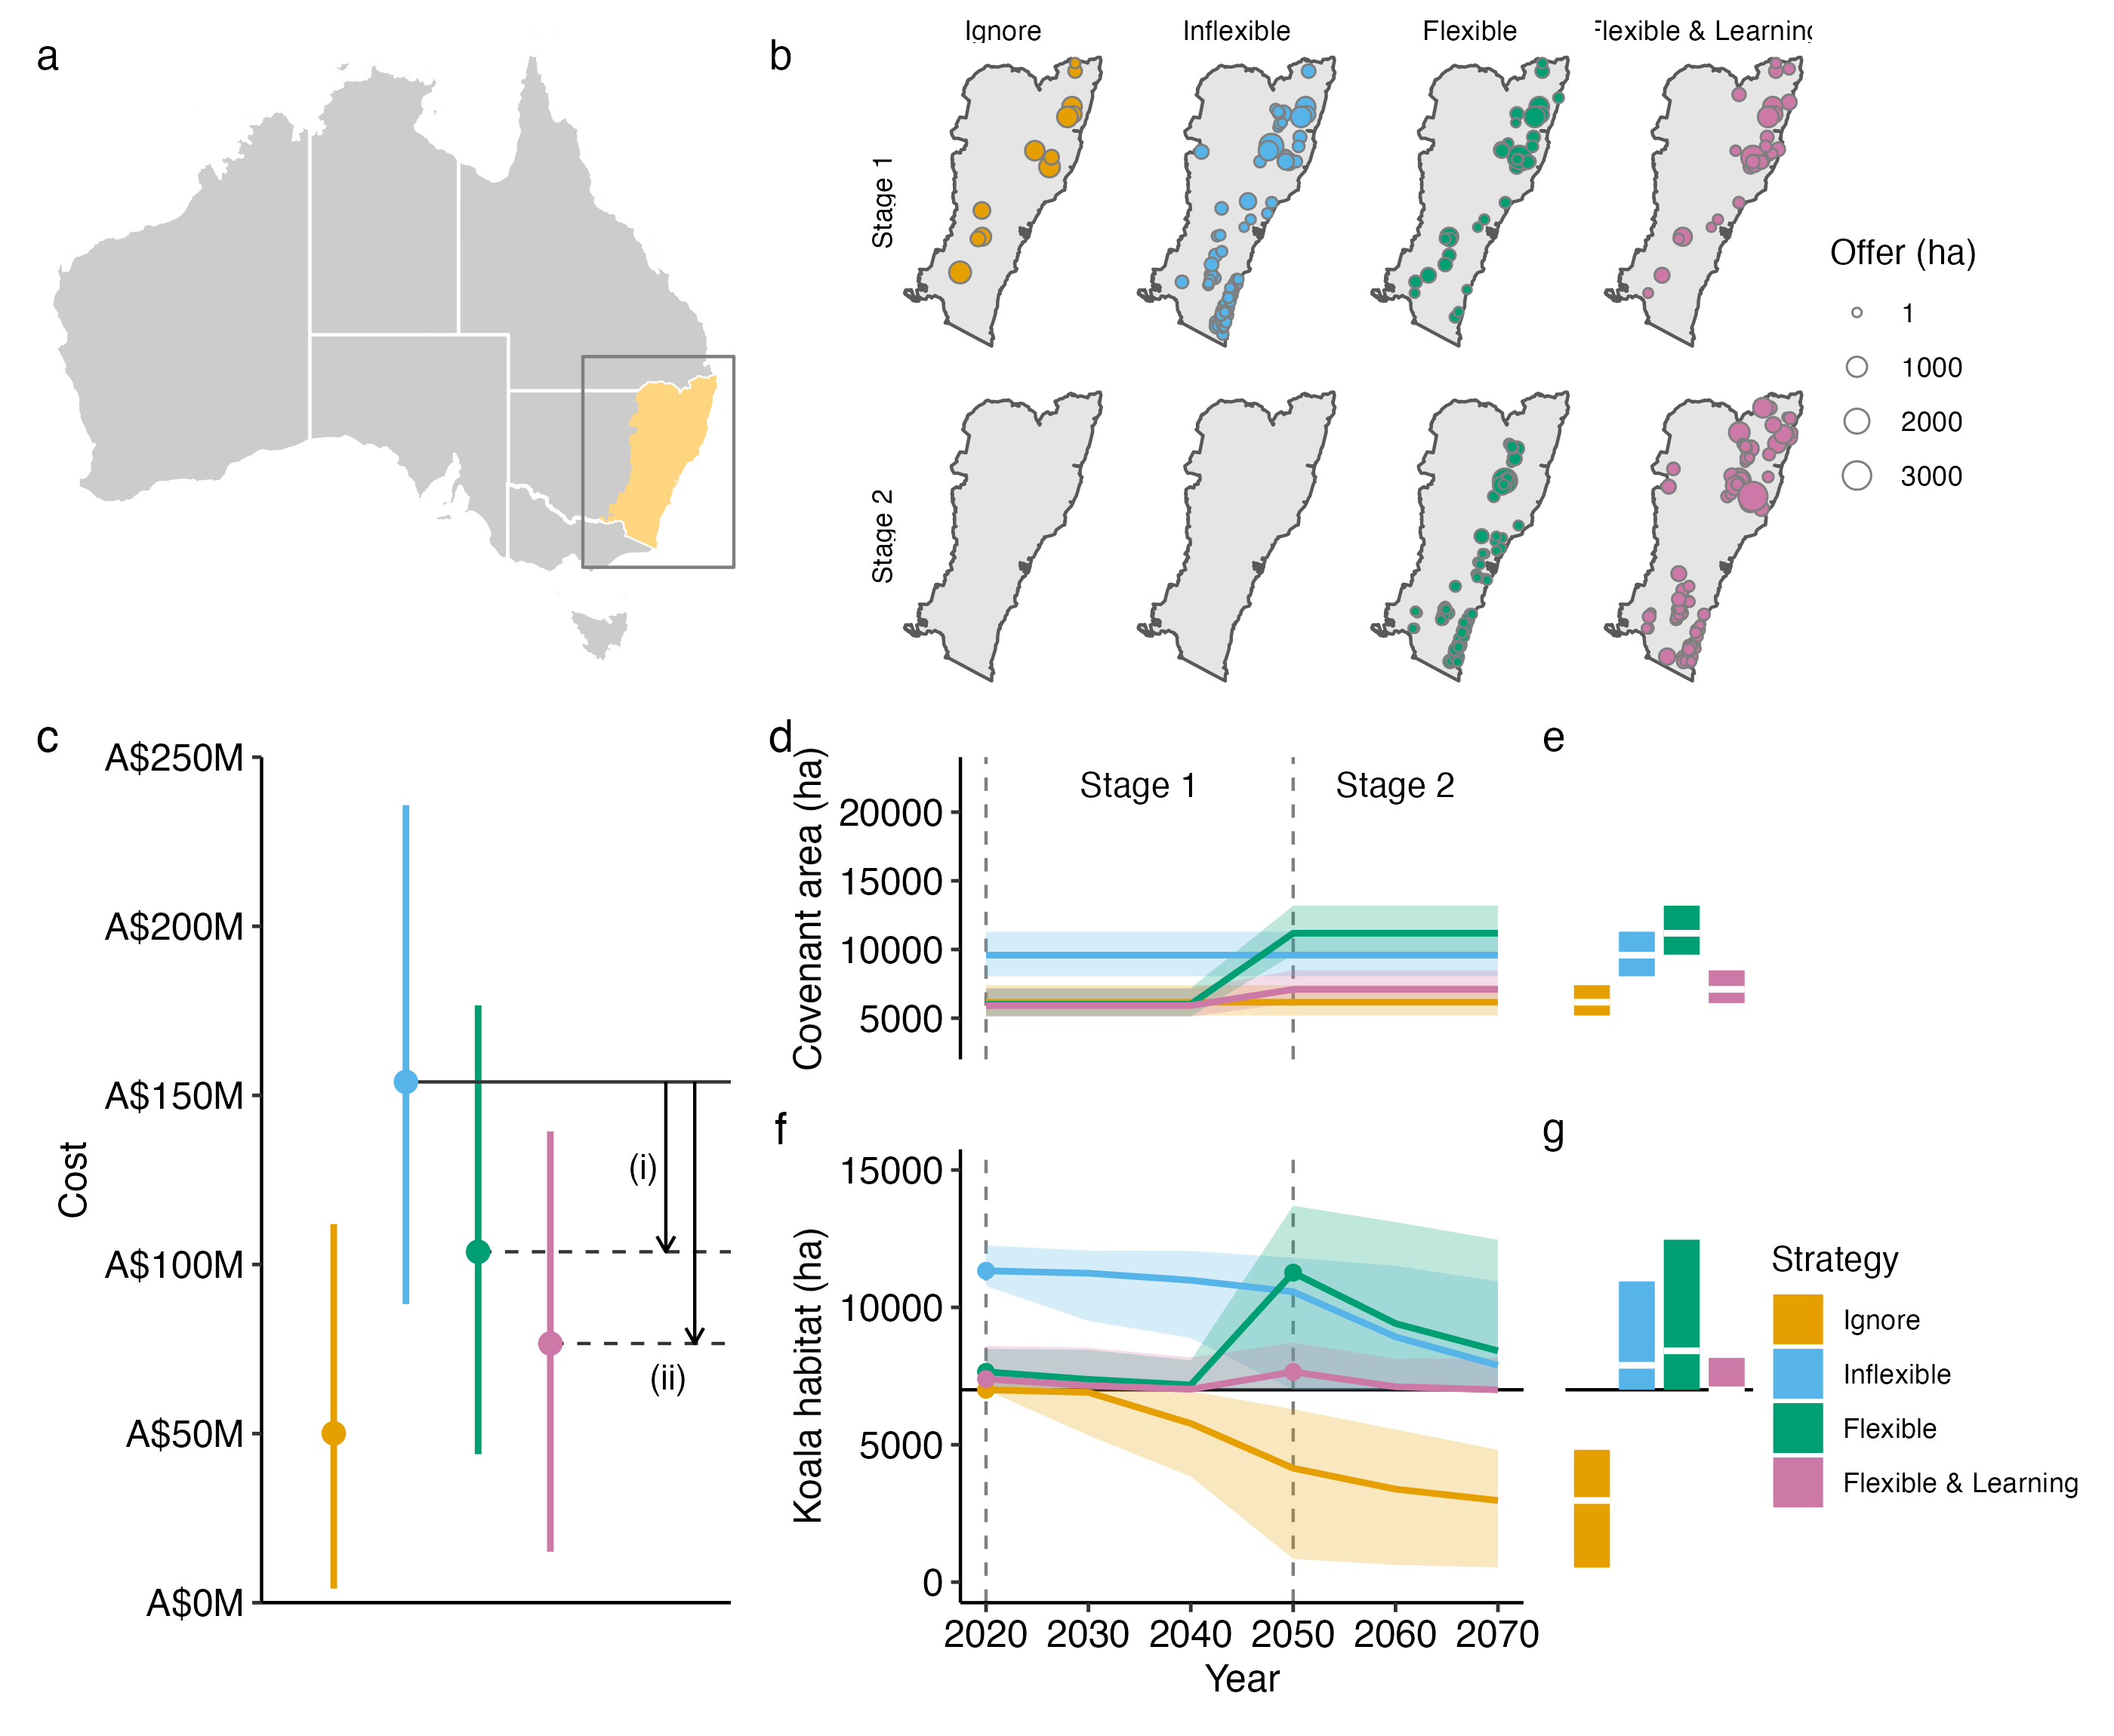 a
b
Ignore
Inflexible
Flexible
Flexible & Learning
Stage 1
Stage 2
Offer (ha)
1
1000
2000
3000
c
A$250M
A$200M
A$150M
A$100M
A$50M
A$0M
Cost
(i)
(ii)
d
Covenant area (ha)
20000
15000
10000
5000
Stage 1
Stage 2
e
f
Koala habitat (ha)
15000
10000
5000
0
2020 2030 2040 2050 2060 2070
Year
g
Strategy
Ignore
Inflexible
Flexible
Flexible & Learning